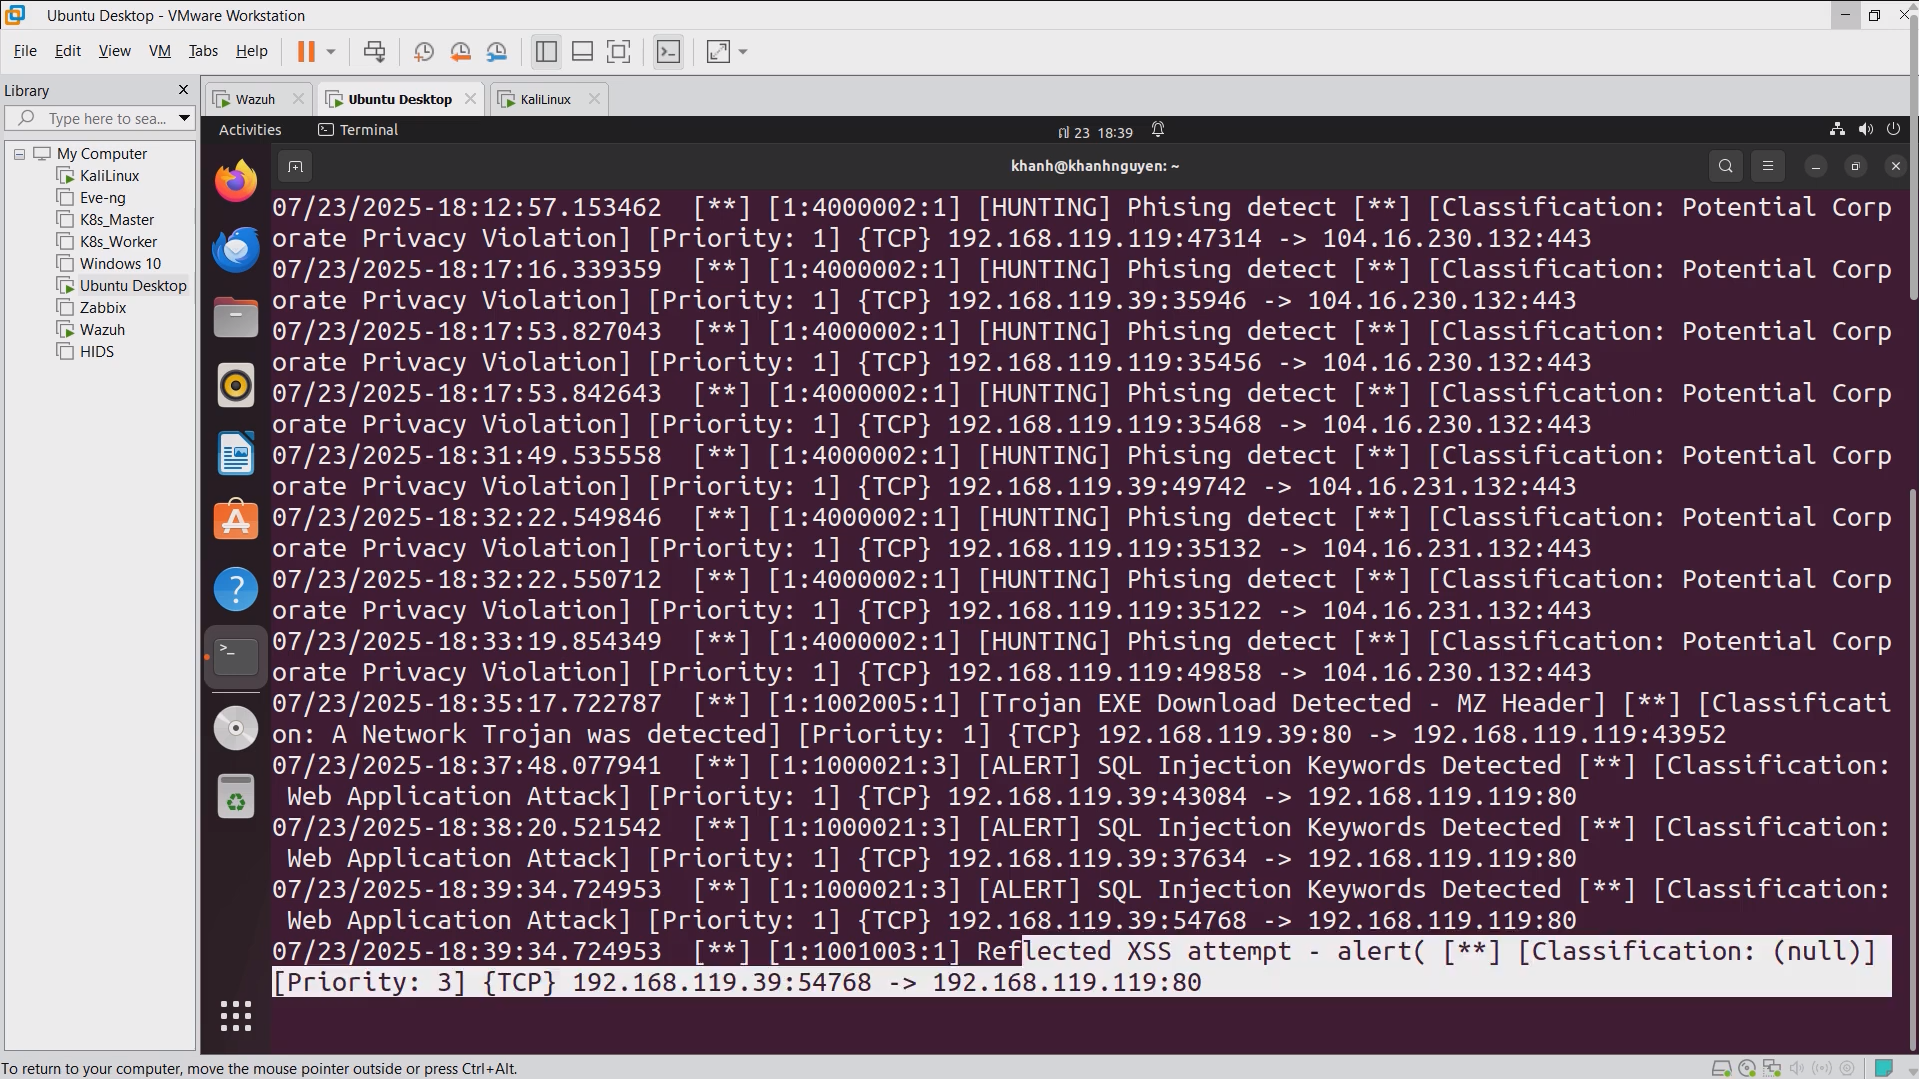 Ubuntu Desktop - VMware Workstation
File Edit View VM Tabs Help
Library
Type here to sea...
My Computer
KaliLinux
Eve-ng
K8s_Master
K8s_Worker
Windows 10
Ubuntu Desktop
Zabbix
Wazuh
HIDS
Wazuh
Ubuntu Desktop
KaliLinux
Activities
Terminal
23 18:39
khanh@khanhnguyen: ~
07/23/2025-18:12:57.153462  [**] [1:4000002:1] [HUNTING] Phising detect [**] [Classification: Potential Corp
orate Privacy Violation] [Priority: 1] {TCP} 192.168.119.119:47314 -> 104.16.230.132:443
07/23/2025-18:17:16.339359  [**] [1:4000002:1] [HUNTING] Phising detect [**] [Classification: Potential Corp
orate Privacy Violation] [Priority: 1] {TCP} 192.168.119.39:35946 -> 104.16.230.132:443
07/23/2025-18:17:53.827043  [**] [1:4000002:1] [HUNTING] Phising detect [**] [Classification: Potential Corp
orate Privacy Violation] [Priority: 1] {TCP} 192.168.119.119:35456 -> 104.16.230.132:443
07/23/2025-18:17:53.842643  [**] [1:4000002:1] [HUNTING] Phising detect [**] [Classification: Potential Corp
orate Privacy Violation] [Priority: 1] {TCP} 192.168.119.119:35468 -> 104.16.230.132:443
07/23/2025-18:31:49.535558  [**] [1:4000002:1] [HUNTING] Phising detect [**] [Classification: Potential Corp
orate Privacy Violation] [Priority: 1] {TCP} 192.168.119.39:49742 -> 104.16.231.132:443
07/23/2025-18:32:22.549846  [**] [1:4000002:1] [HUNTING] Phising detect [**] [Classification: Potential Corp
orate Privacy Violation] [Priority: 1] {TCP} 192.168.119.119:35132 -> 104.16.231.132:443
07/23/2025-18:32:22.550712  [**] [1:4000002:1] [HUNTING] Phising detect [**] [Classification: Potential Corp
orate Privacy Violation] [Priority: 1] {TCP} 192.168.119.119:35122 -> 104.16.231.132:443
07/23/2025-18:33:19.854349  [**] [1:4000002:1] [HUNTING] Phising detect [**] [Classification: Potential Corp
orate Privacy Violation] [Priority: 1] {TCP} 192.168.119.119:49858 -> 104.16.230.132:443
07/23/2025-18:35:17.722787  [**] [1:1002005:1] [Trojan EXE Download Detected - MZ Header] [**] [Classificati
on: A Network Trojan was detected] [Priority: 1] {TCP} 192.168.119.39:80 -> 192.168.119.119:43952
07/23/2025-18:37:48.077941  [**] [1:1000021:3] [ALERT] SQL Injection Keywords Detected [**] [Classification:
 Web Application Attack] [Priority: 1] {TCP} 192.168.119.39:43084 -> 192.168.119.119:80
07/23/2025-18:38:20.521542  [**] [1:1000021:3] [ALERT] SQL Injection Keywords Detected [**] [Classification:
 Web Application Attack] [Priority: 1] {TCP} 192.168.119.39:37634 -> 192.168.119.119:80
07/23/2025-18:39:34.724953  [**] [1:1000021:3] [ALERT] SQL Injection Keywords Detected [**] [Classification:
 Web Application Attack] [Priority: 1] {TCP} 192.168.119.39:54768 -> 192.168.119.119:80
07/23/2025-18:39:34.724953  [**] [1:1001003:1] Reflected XSS attempt - alert( [**] [Classification: (null)]
[Priority: 3] {TCP} 192.168.119.39:54768 -> 192.168.119.119:80
To return to your computer, move the mouse pointer outside or press Ctrl+Alt.